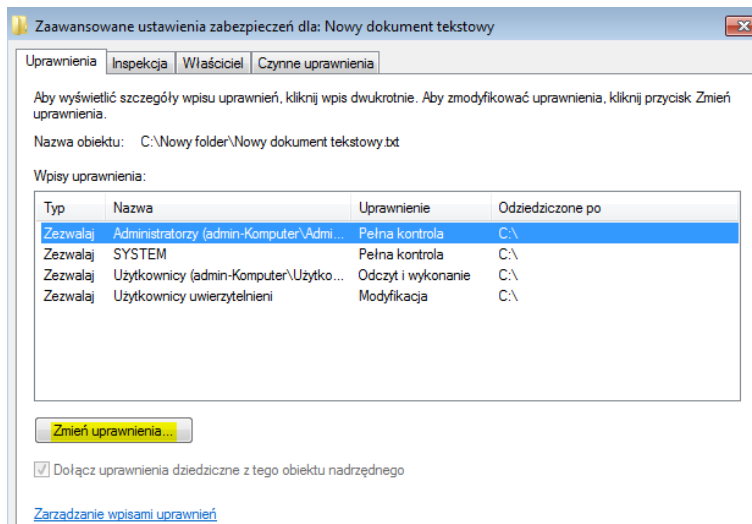 Zaawansowane ustawienia zabezpieczeń dla: Nowy dokument tekstowy
Uprawnienia Inspekcja Właściciel Czynne uprawnienia
Aby wyświetlić szczegóły wpisu uprawnień, kliknij wpis dwukrotnie. Aby zmodyfikować uprawnienia, kliknij przycisk Zmień
uprawnienia.
Nazwa obiektu: C:\Nowy folder\Nowy dokument tekstowy.txt
Wpisy uprawnienia:
Typ Nazwa Uprawnienie Odziedziczone po
Zezwalaj Administratorzy (admin-Komputer\Admi... Pełna kontrola C:\
Zezwalaj SYSTEM Pełna kontrola C:\
Zezwalaj Użytkownicy (admin-Komputer\Użytko... Odczyt i wykonanie C:\
Zezwalaj Użytkownicy uwierzytelnieni Modyfikacja C:\
Zmień uprawnienia...
Dołącz uprawnienia dziedziczne z tego obiektu nadrzędnego
Zarządzanie wpisami uprawnień